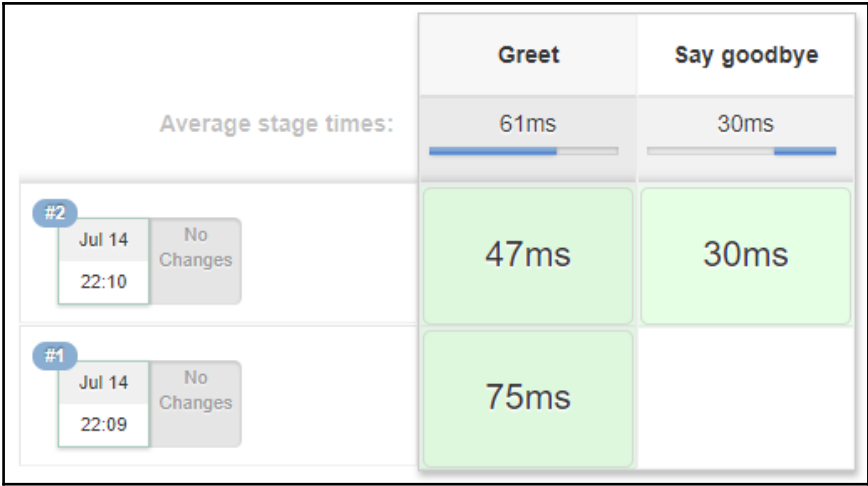 Greet
Say goodbye
Average stage times:
61ms
30ms
#2
Jul 14
22:10
No
Changes
47ms
30ms
#1
Jul 14
22:09
No
Changes
75ms